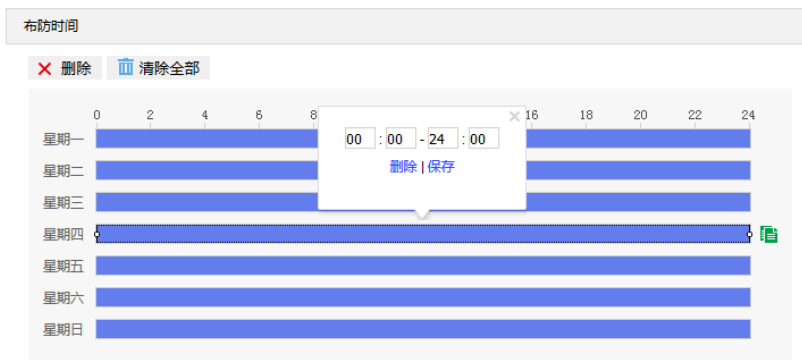 布防时间
删除 清除全部
0 2 4 6 8 16 18 20 22 24
00 : 00 - 24 : 00
删除 | 保存
星期一
星期二
星期三
星期四
星期五
星期六
星期日